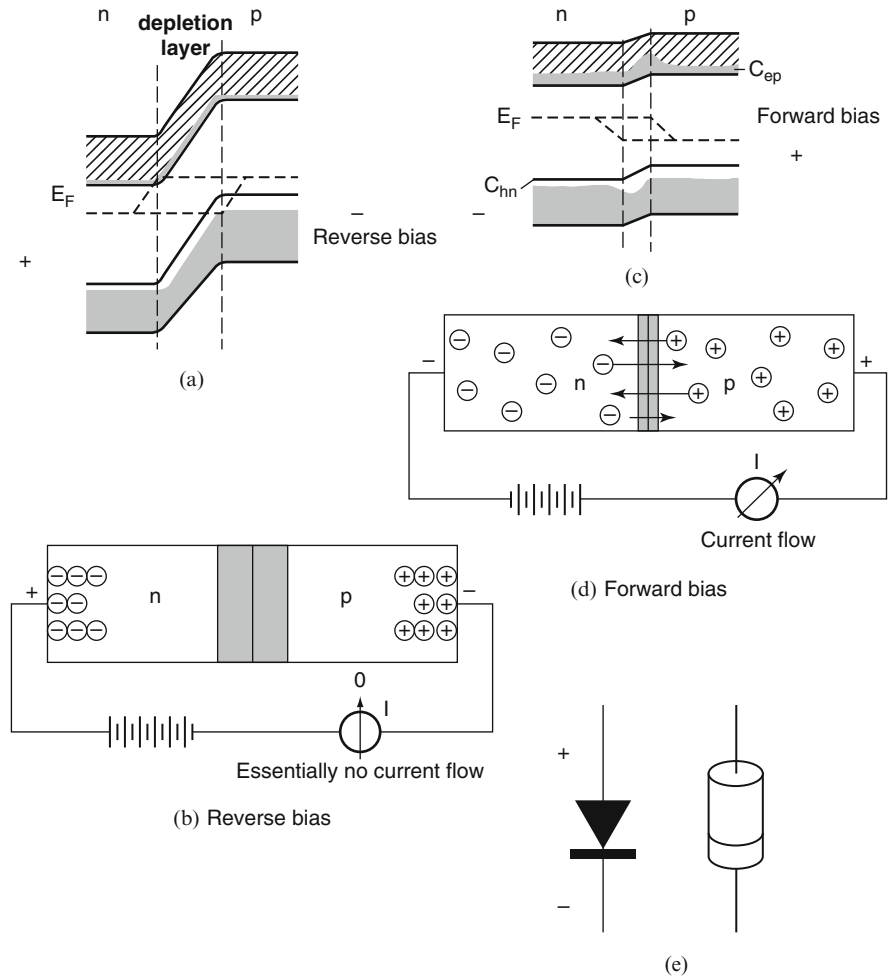 n
depletion
layer
p
E_F
+
–
Reverse bias
(a)
n
p
C_ep
E_F
Forward bias
+
C_hn
–
(c)
–
n
p
+
I
Current flow
(d) Forward bias
+
n
p
–
0
I
Essentially no current flow
(b) Reverse bias
+
–
(e)